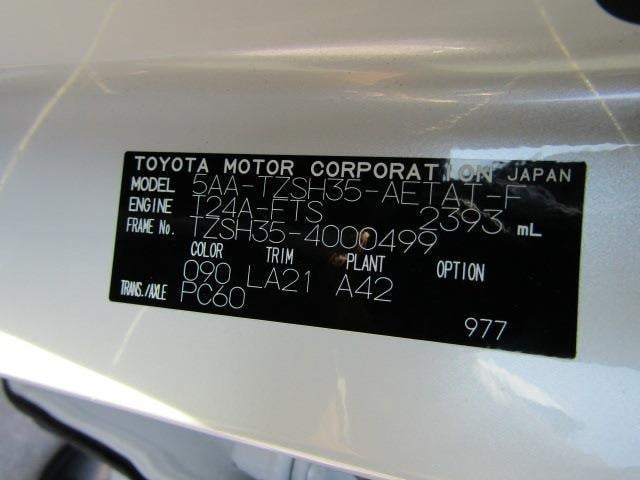 TOYOTA MOTOR CORPORATION JAPAN
MODEL 5AA-TZSH35-AETAT-F
ENGINE T24A-FTS 2393 mL
FRAME No. TZSH35-4000499
COLOR TRIM PLANT OPTION
090 LA21 A42
TRANS./AXLE PC60
977